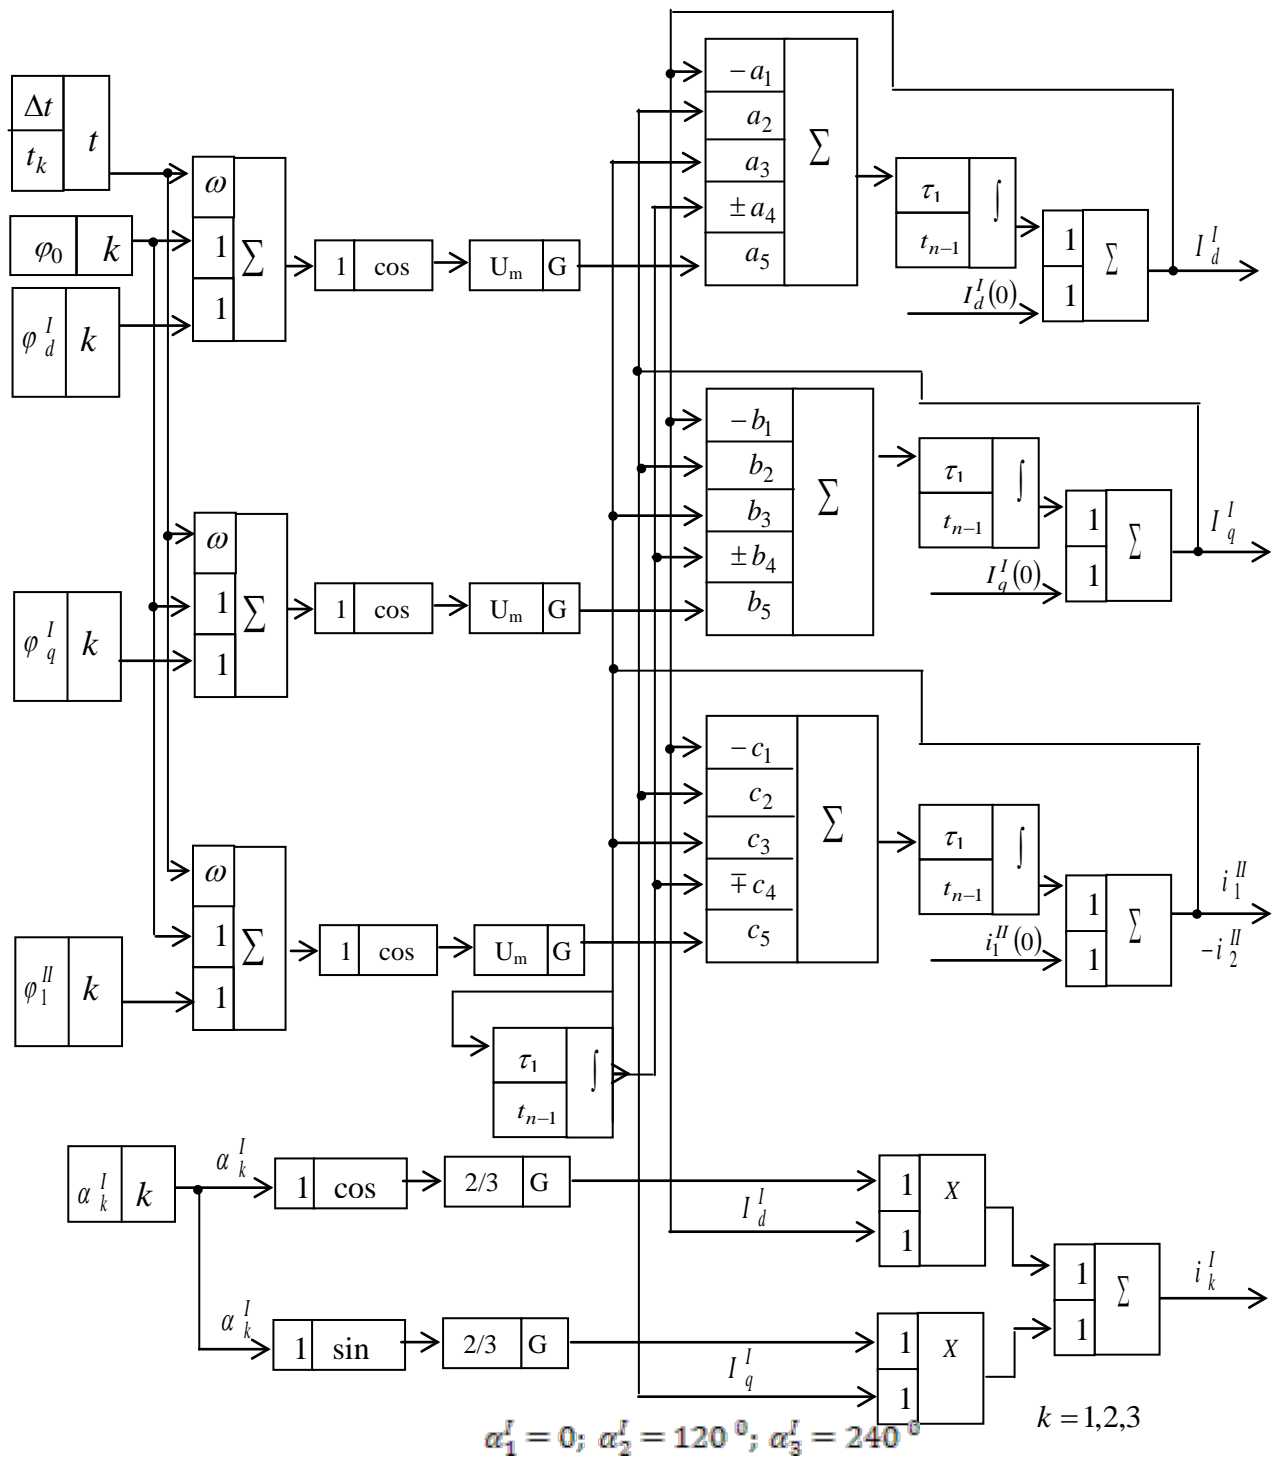 Δt
t_k
t
φ_0 k
φ_d^I k
ω
1
1
Σ
1 cos
U_m G
−a_1
a_2
a_3
±a_4
a_5
Σ
τ_1
t_{n−1}
∫
I_d^I(0)
1
1
Σ
I_d^I
φ_q^I k
ω
1
1
Σ
1 cos
U_m G
−b_1
b_2
b_3
±b_4
b_5
Σ
τ_1
t_{n−1}
∫
I_q^I(0)
1
1
Σ
I_q^I
φ_1^{II} k
ω
1
1
Σ
1 cos
U_m G
−c_1
c_2
c_3
∓c_4
c_5
Σ
τ_1
t_{n−1}
∫
i_1^{II}(0)
1
1
Σ
i_1^{II}
−i_2^{II}
τ_1
t_{n−1}
∫
α_k^I k
α_k^I
1 cos
2/3 G
I_d^I
1
1
X
α_k^I
1 sin
2/3 G
I_q^I
1
1
X
1
1
Σ
i_k^I
k = 1,2,3
α_1^I = 0; α_2^I = 120 ^0; α_3^I = 240 ^0